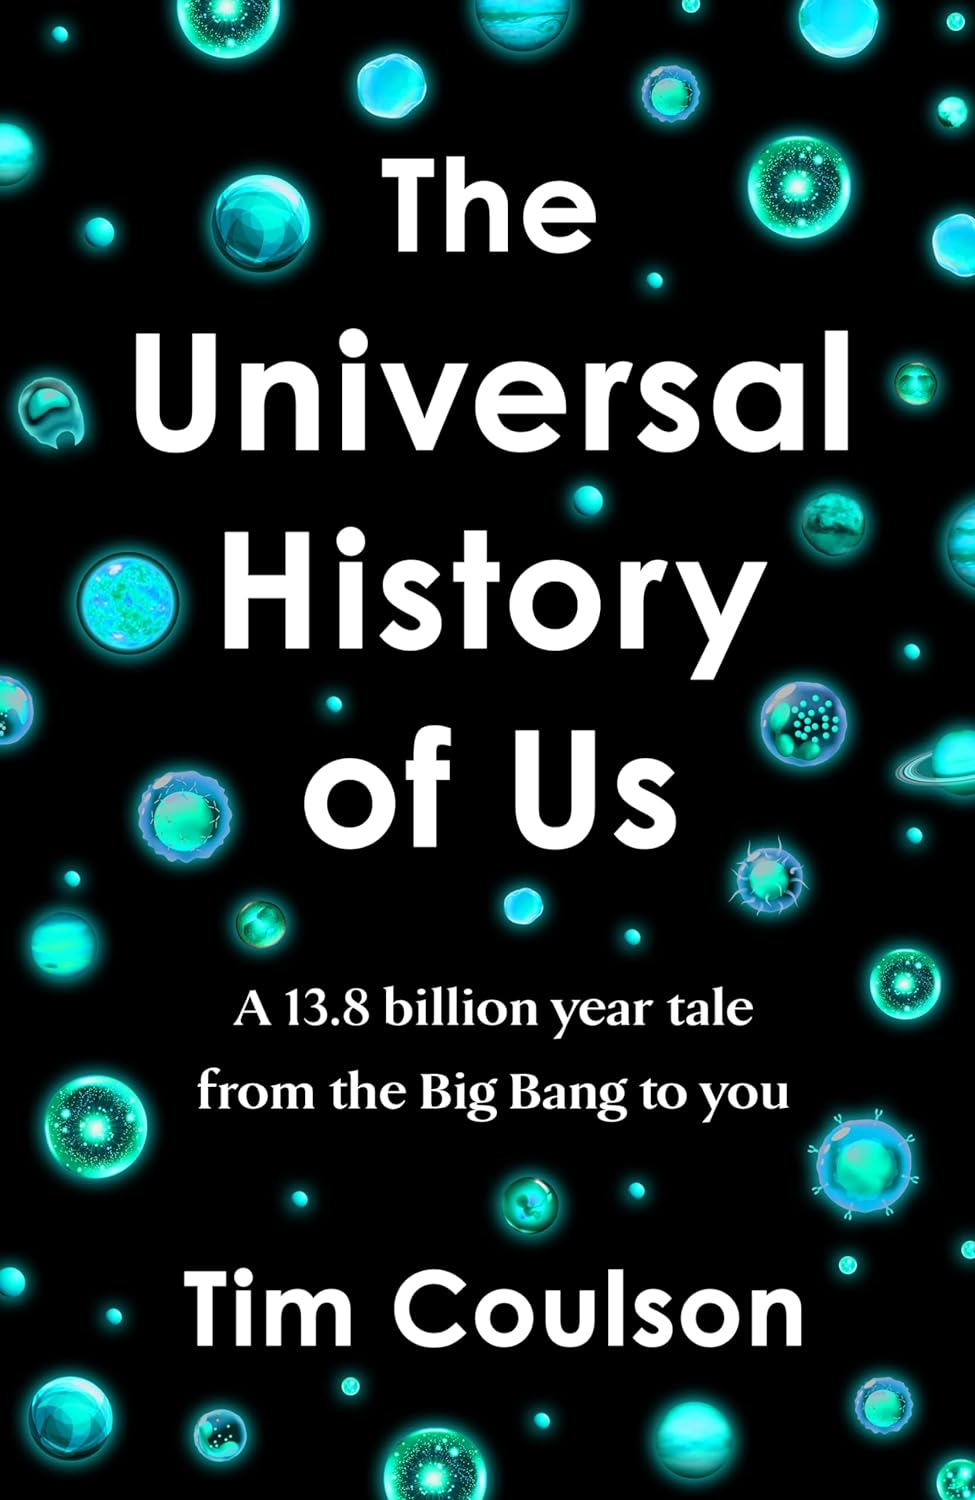 The
Universal
History
of Us
A 13.8 billion year tale
from the Big Bang to you
Tim Coulson